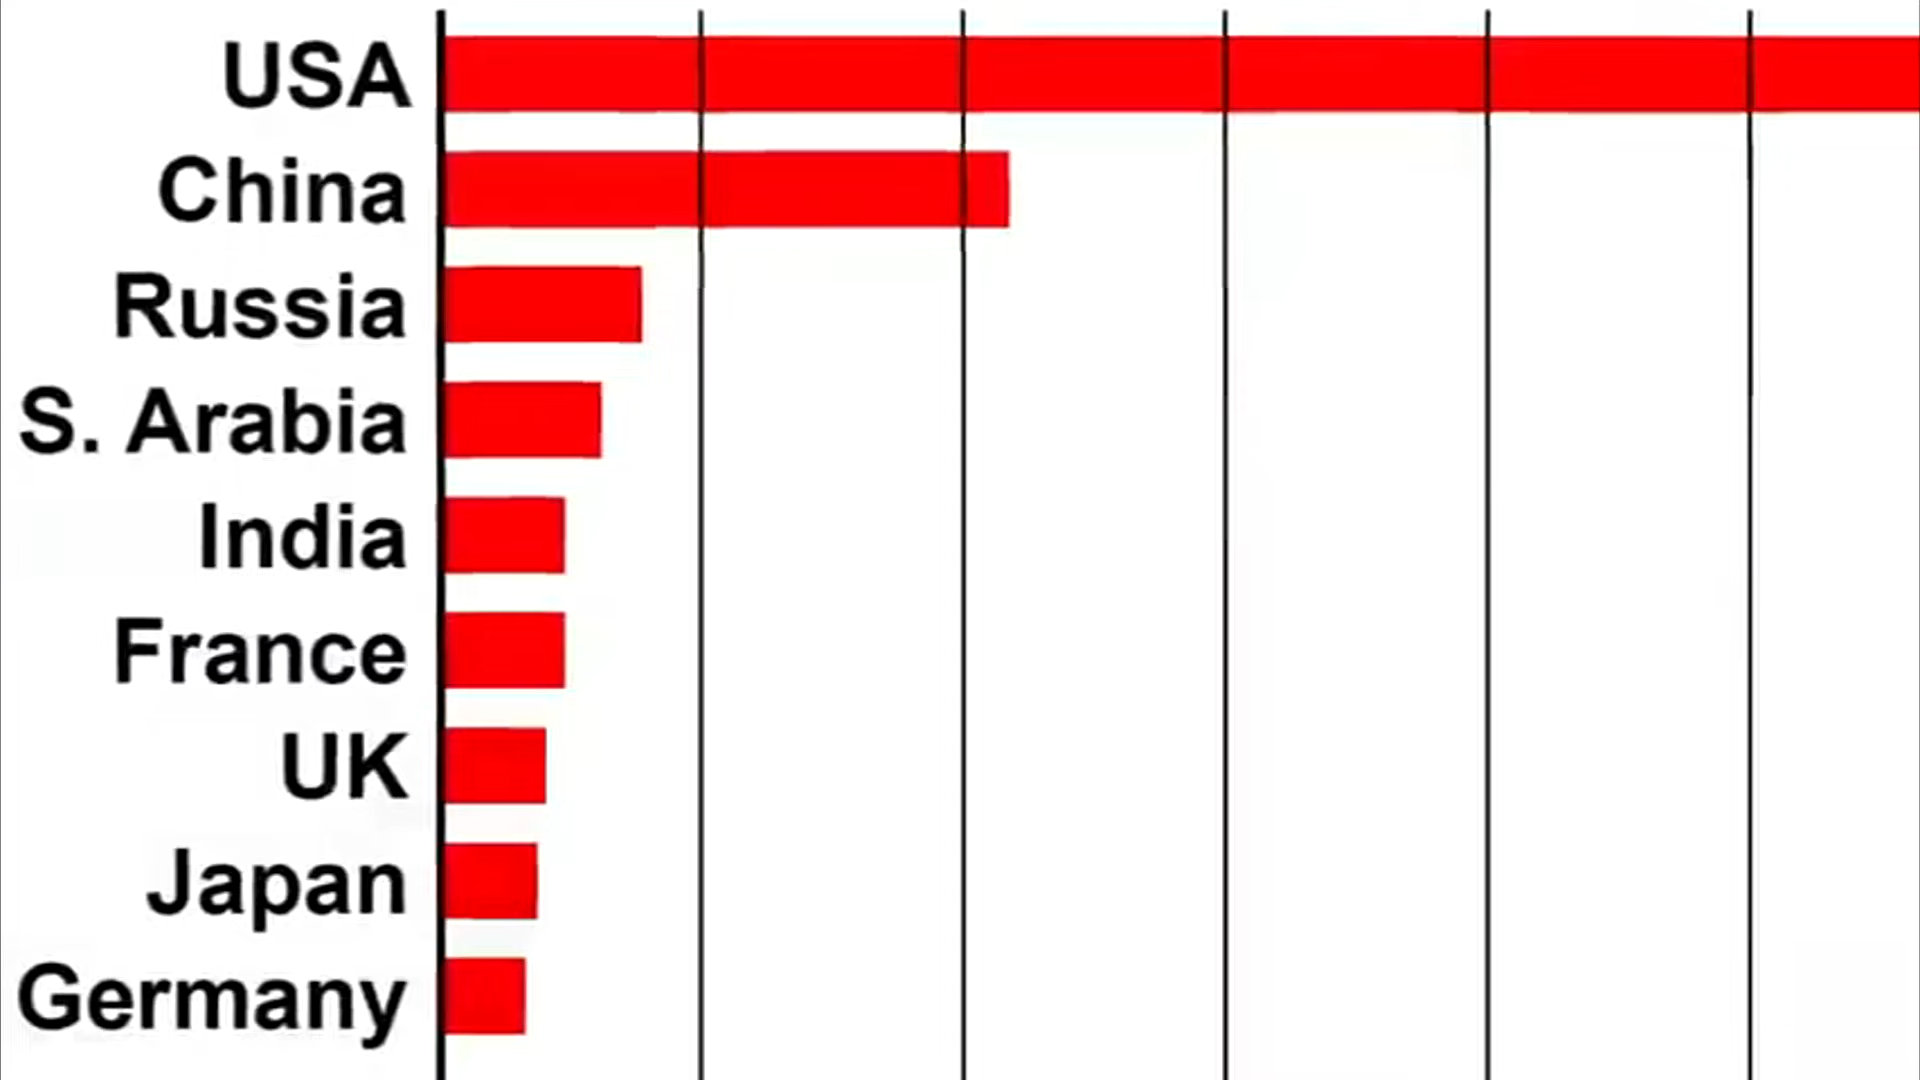 USA
China
Russia
S. Arabia
India
France
UK
Japan
Germany